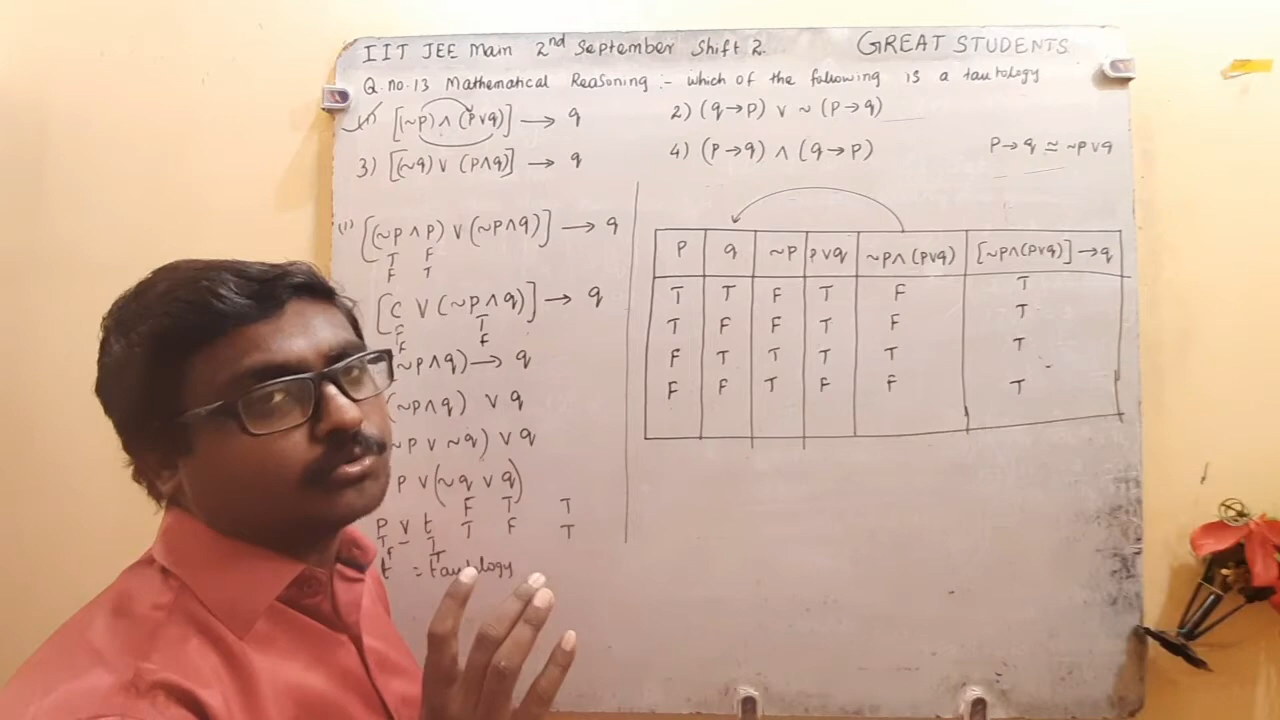 IIT JEE Main 2nd September Shift 2. GREAT STUDENTS
Q.no.13 Mathematical Reasoning :- which of the following is a tautology
1) [(~p) ∧ (p∨q)] → q 2) (q→p) ∨ ~(p→q)
3) [(~q) ∨ (p∧q)] → q 4) (p→q) ∧ (q→p) p→q ≅ ~p∨q
(1) [(~p∧p) ∨ (~p∧q)] → q
T F
F T
[C ∨ (~p∧q)] → q
F T
F F
(~p∧q) → q
(~p∧q) ∨ q
p ∨ ~q) ∨ q
p ∨ (~q ∨ q)
F T T
p ∨ t T F T
T T
F T
t = tautology
p q ~p p∨q ~p∧(p∨q) [~p∧(p∨q)]→q
T T F T F T
T F F T F T
F T T T T T
F F T F F T